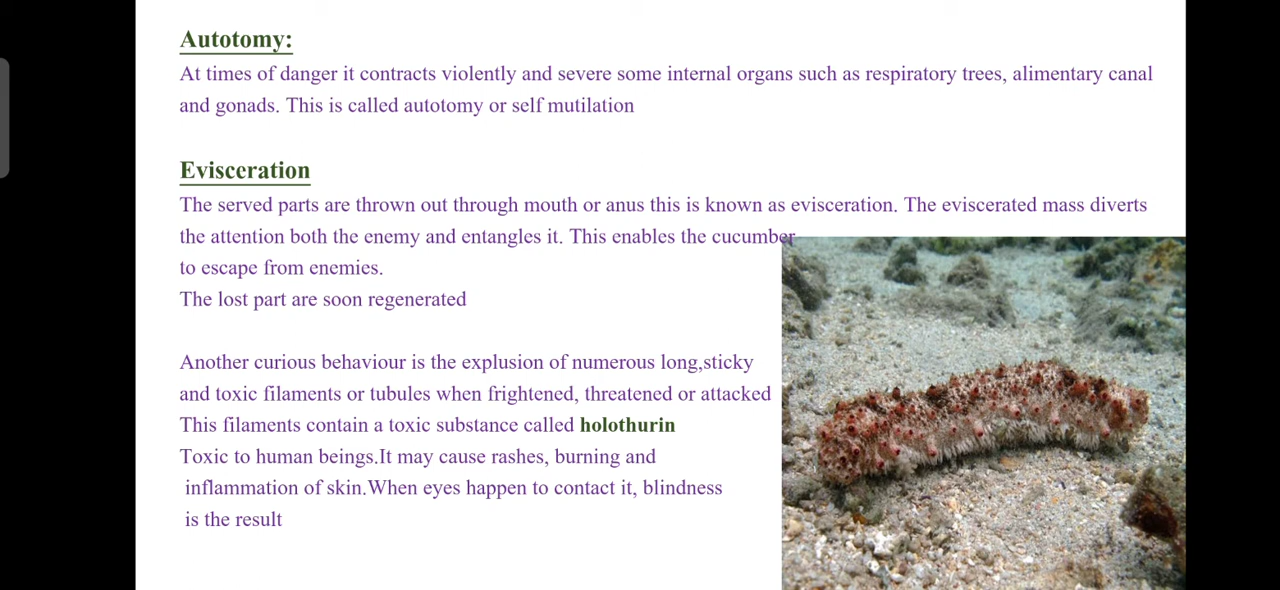 Autotomy:
At times of danger it contracts violently and severe some internal organs such as respiratory trees, alimentary canal
and gonads. This is called autotomy or self mutilation
Evisceration
The served parts are thrown out through mouth or anus this is known as evisceration. The eviscerated mass diverts
the attention both the enemy and entangles it. This enables the cucumber
to escape from enemies.
The lost part are soon regenerated
Another curious behaviour is the explusion of numerous long,sticky
and toxic filaments or tubules when frightened, threatened or attacked
This filaments contain a toxic substance called holothurin
Toxic to human beings.It may cause rashes, burning and
inflammation of skin.When eyes happen to contact it, blindness
is the result